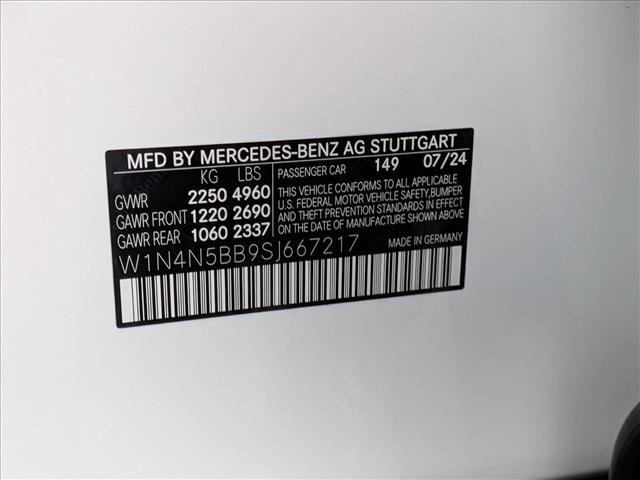 MFD BY MERCEDES-BENZ AG STUTTGART
KG LBS
GVWR 2250 4960
GAWR FRONT 1220 2690
GAWR REAR 1060 2337
PASSENGER CAR 149 07/24
THIS VEHICLE CONFORMS TO ALL APPLICABLE
U.S. FEDERAL MOTOR VEHICLE SAFETY,BUMPER
AND THEFT PREVENTION STANDARDS IN
EFFECT ON THE DATE OF MANUFACTURE
SHOWN ABOVE.
W1N4N5BB9SJ667217
MADE IN GERMANY